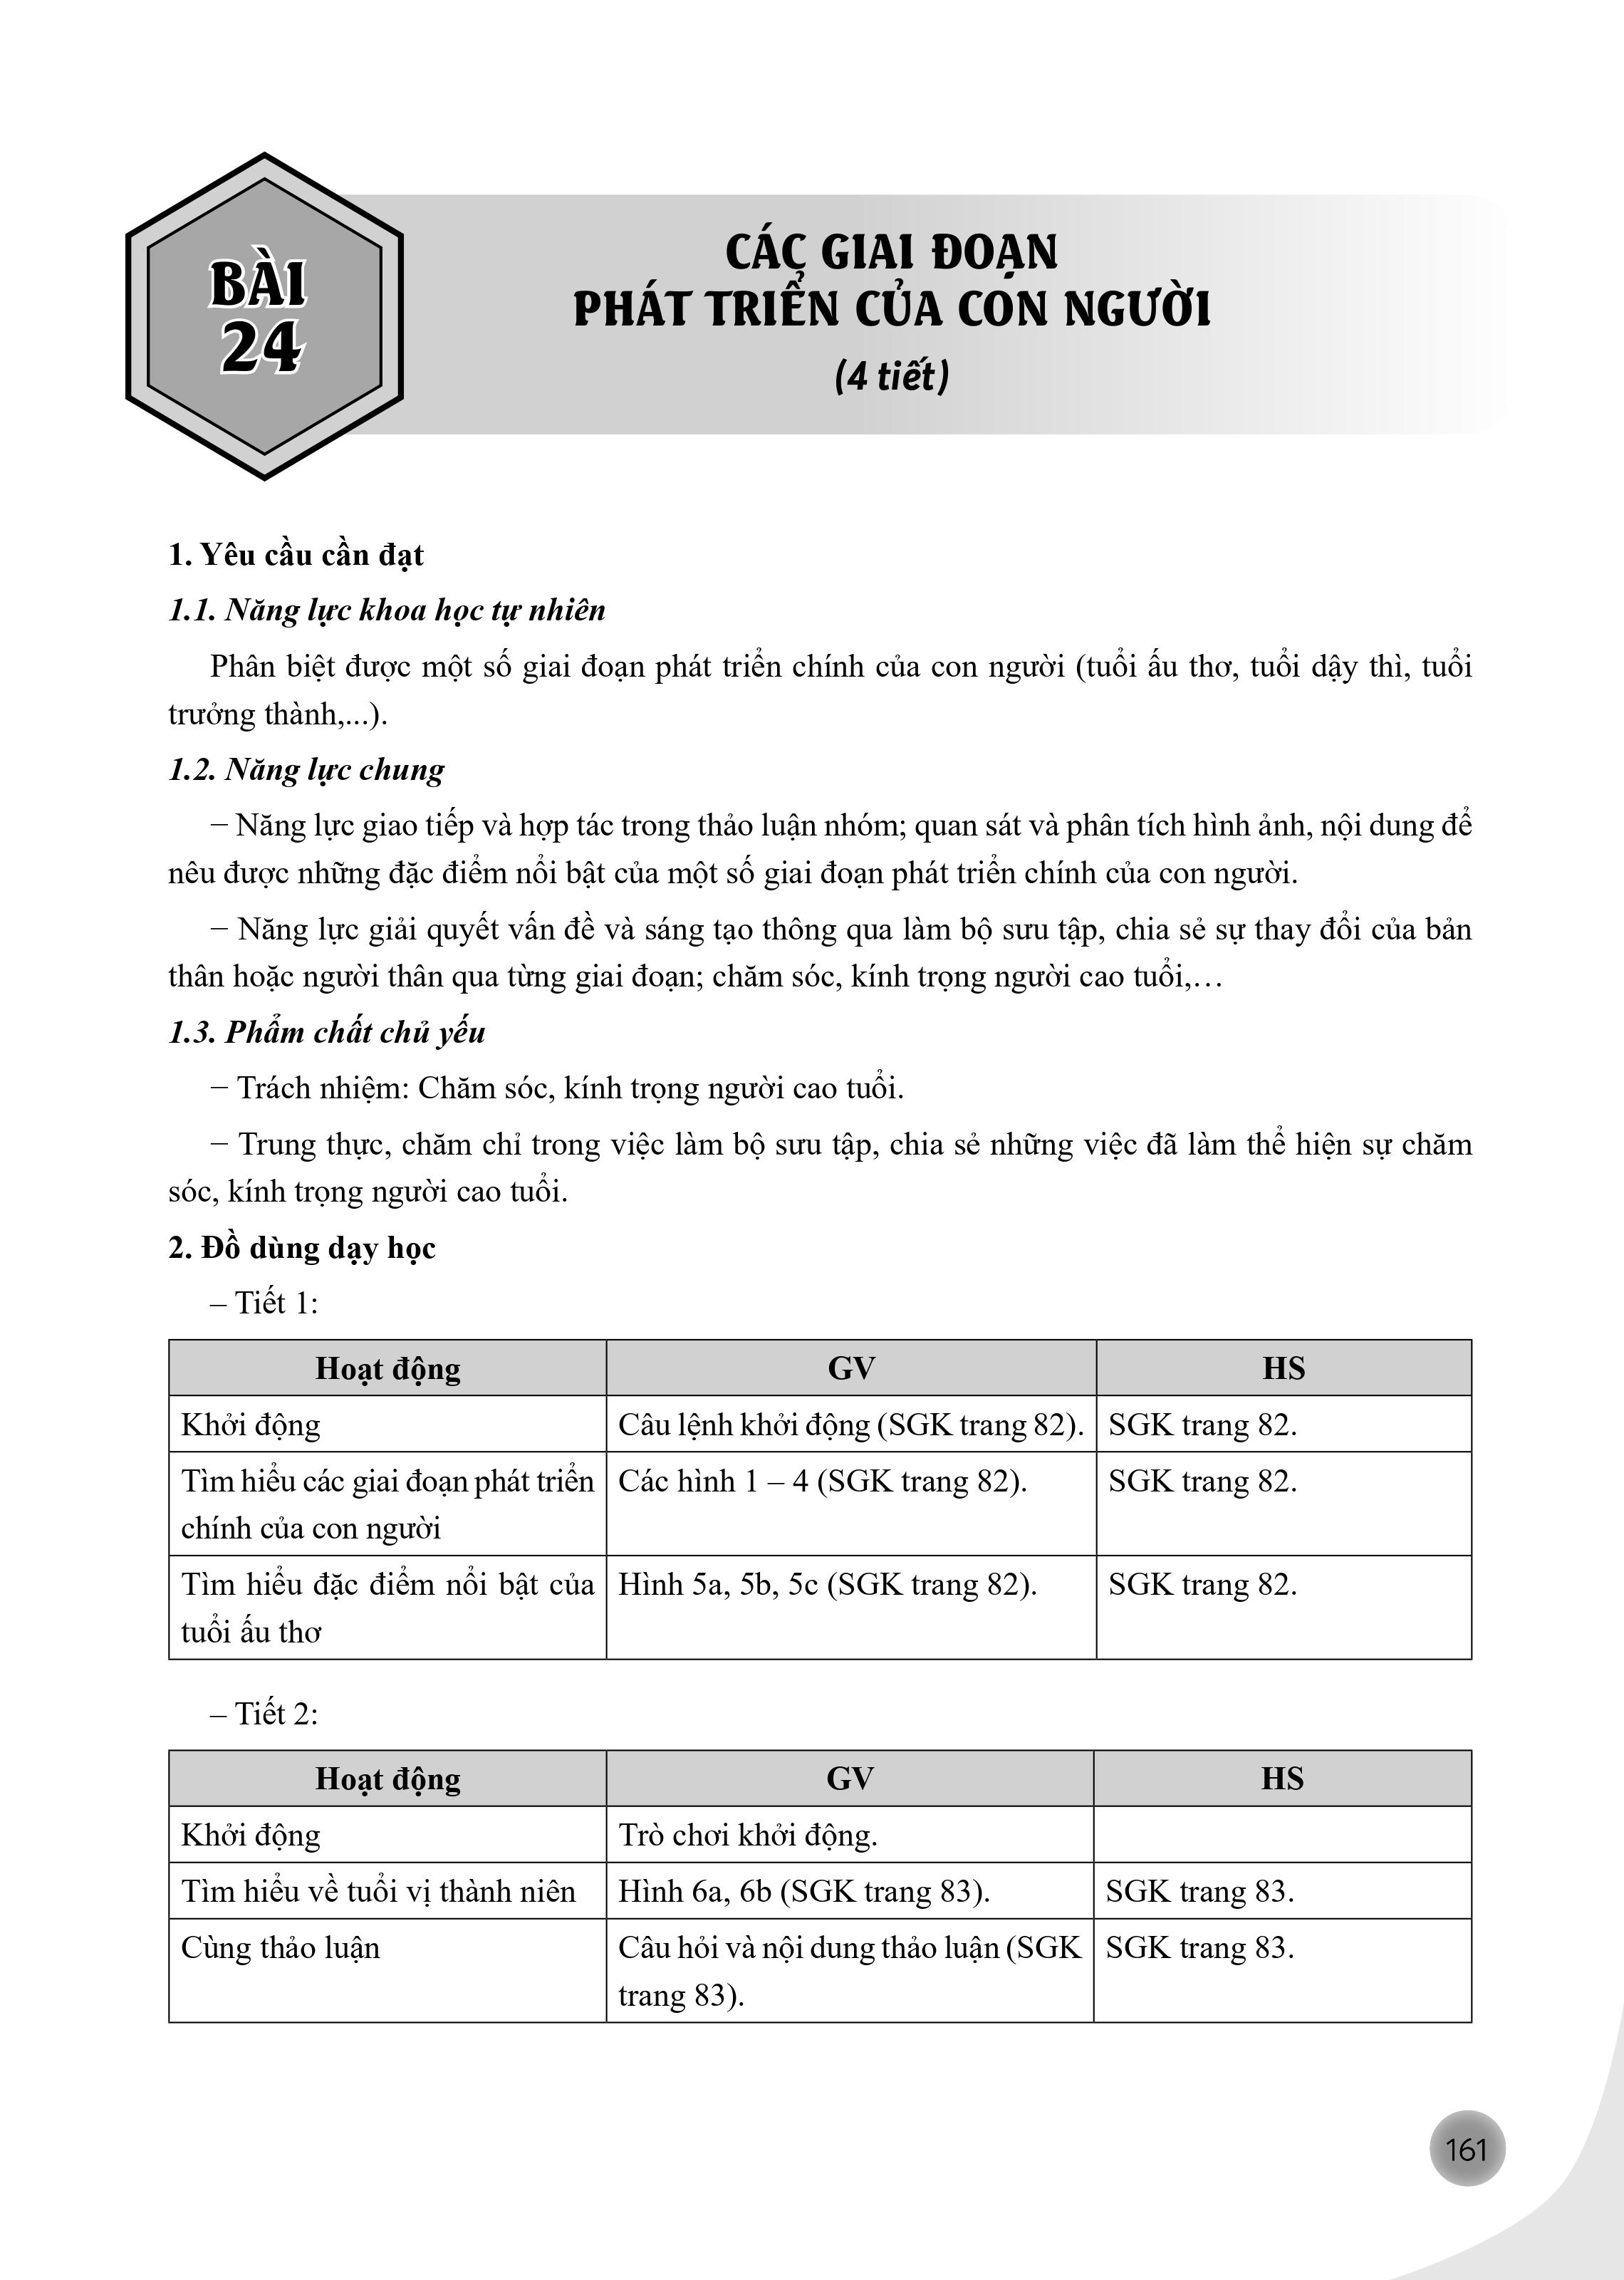 BÀI
24
CÁC GIAI ĐOẠN
PHÁT TRIỂN CỦA CON NGƯỜI
(4 tiết)
1. Yêu cầu cần đạt
1.1. Năng lực khoa học tự nhiên
Phân biệt được một số giai đoạn phát triển chính của con người (tuổi ấu thơ, tuổi dậy thì, tuổi
trưởng thành,...).
1.2. Năng lực chung
− Năng lực giao tiếp và hợp tác trong thảo luận nhóm; quan sát và phân tích hình ảnh, nội dung để
nêu được những đặc điểm nổi bật của một số giai đoạn phát triển chính của con người.
− Năng lực giải quyết vấn đề và sáng tạo thông qua làm bộ sưu tập, chia sẻ sự thay đổi của bản
thân hoặc người thân qua từng giai đoạn; chăm sóc, kính trọng người cao tuổi,…
1.3. Phẩm chất chủ yếu
− Trách nhiệm: Chăm sóc, kính trọng người cao tuổi.
− Trung thực, chăm chỉ trong việc làm bộ sưu tập, chia sẻ những việc đã làm thể hiện sự chăm
sóc, kính trọng người cao tuổi.
2. Đồ dùng dạy học
– Tiết 1:
Hoạt động GV HS
Khởi động Câu lệnh khởi động (SGK trang 82). SGK trang 82.
Tìm hiểu các giai đoạn phát triển Các hình 1 – 4 (SGK trang 82). SGK trang 82.
chính của con người
Tìm hiểu đặc điểm nổi bật của Hình 5a, 5b, 5c (SGK trang 82). SGK trang 82.
tuổi ấu thơ
– Tiết 2:
Hoạt động GV HS
Khởi động Trò chơi khởi động.
Tìm hiểu về tuổi vị thành niên Hình 6a, 6b (SGK trang 83). SGK trang 83.
Cùng thảo luận Câu hỏi và nội dung thảo luận (SGK SGK trang 83.
trang 83).
161